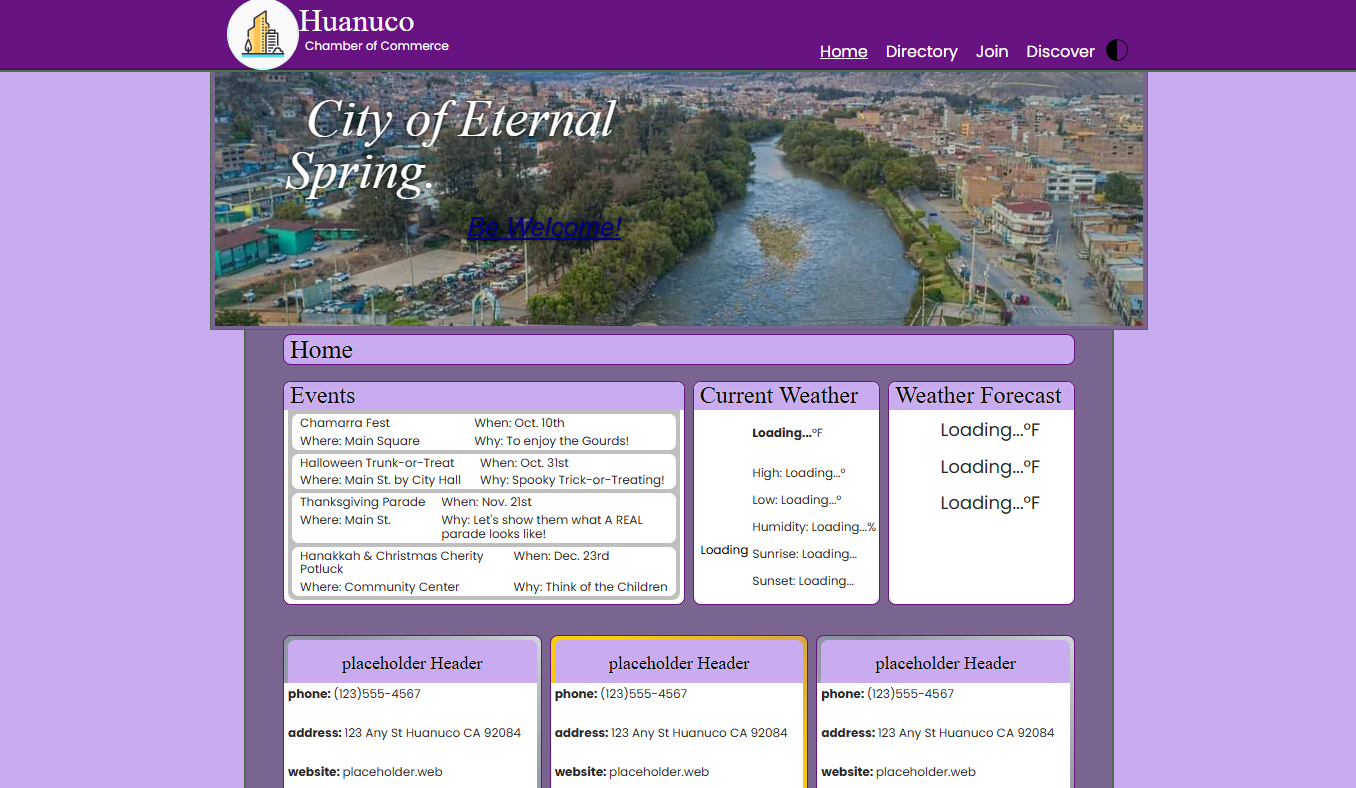 Huanuco
Chamber of Commerce
Home Directory Join Discover
City of Eternal
Spring.
Be Welcome!
Home
Events
Chamarra Fest When: Oct. 10th
Where: Main Square Why: To enjoy the Gourds!
Halloween Trunk-or-Treat When: Oct. 31st
Where: Main St. by City Hall Why: Spooky Trick-or-Treating!
Thanksgiving Parade When: Nov. 21st
Where: Main St. Why: Let's show them what A REAL
parade looks like!
Hanakkah & Christmas Cherity When: Dec. 23rd
Potluck
Where: Community Center Why: Think of the Children
Current Weather
Loading...ºF
High: Loading...º
Low: Loading...º
Humidity: Loading...%
Loading Sunrise: Loading...
Sunset: Loading...
Weather Forecast
Loading...ºF
Loading...ºF
Loading...ºF
placeholder Header
phone: (123)555-4567
address: 123 Any St Huanuco CA 92084
website: placeholder.web
placeholder Header
phone: (123)555-4567
address: 123 Any St Huanuco CA 92084
website: placeholder.web
placeholder Header
phone: (123)555-4567
address: 123 Any St Huanuco CA 92084
website: placeholder.web